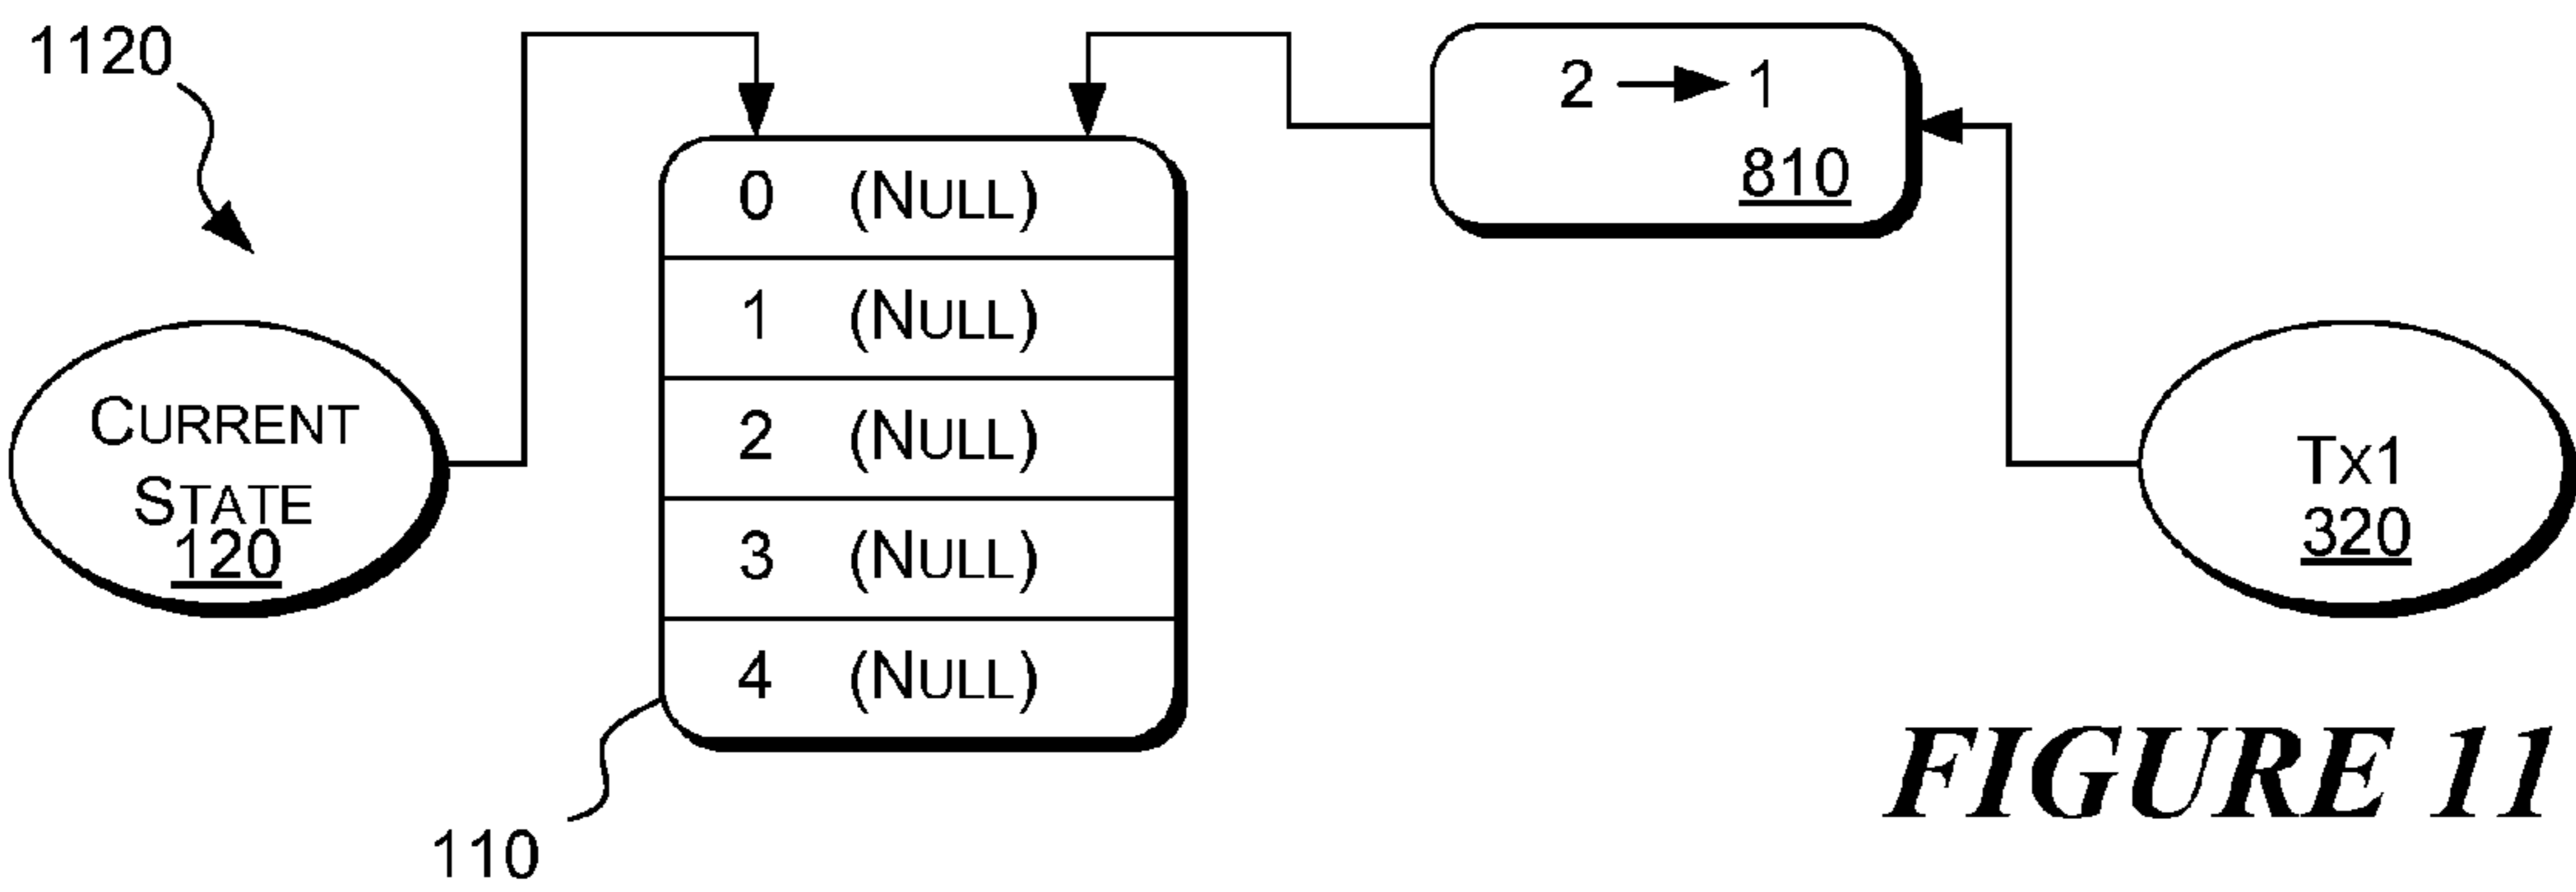 1120
2 → 1
810
0 (NULL)
1 (NULL)
2 (NULL)
3 (NULL)
4 (NULL)
CURRENT
STATE
120
TX1
320
110
FIGURE 11